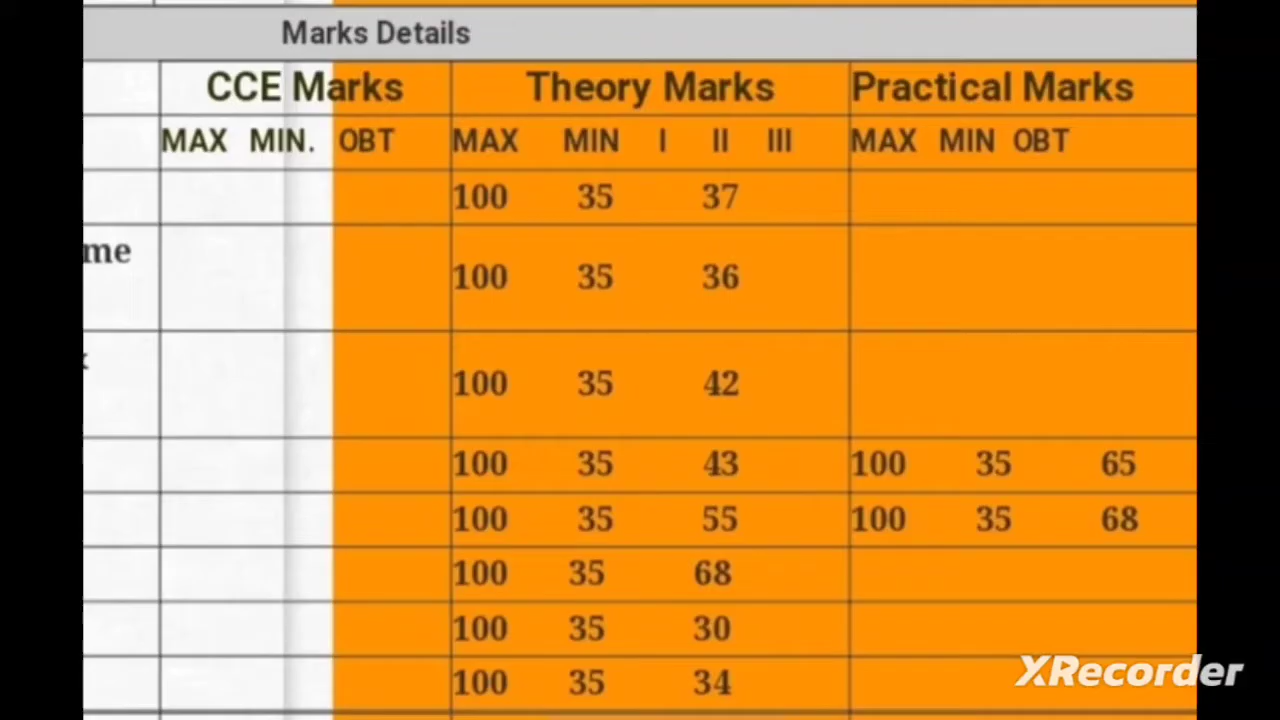 Marks Details
CCE Marks Theory Marks Practical Marks
MAX MIN. OBT MAX MIN I II III MAX MIN OBT
100 35 37
me
100 35 36
100 35 42
100 35 43 100 35 65
100 35 55 100 35 68
100 35 68
100 35 30
100 35 34
XRecorder